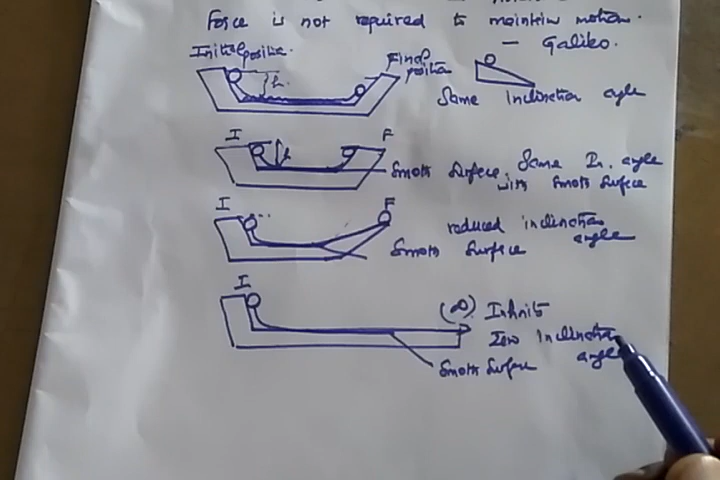 Force is not required to maintain motion.
— Galileo.
Initial position.
Final
position
h
Same inclination angle
I
F
h
Smooth Surface. Same In. angle
with Smooth Surface
I
F
reduced inclination
angle
Smooth Surface
I
(∞) Infinite
Zero inclination
angle
Smooth Surface